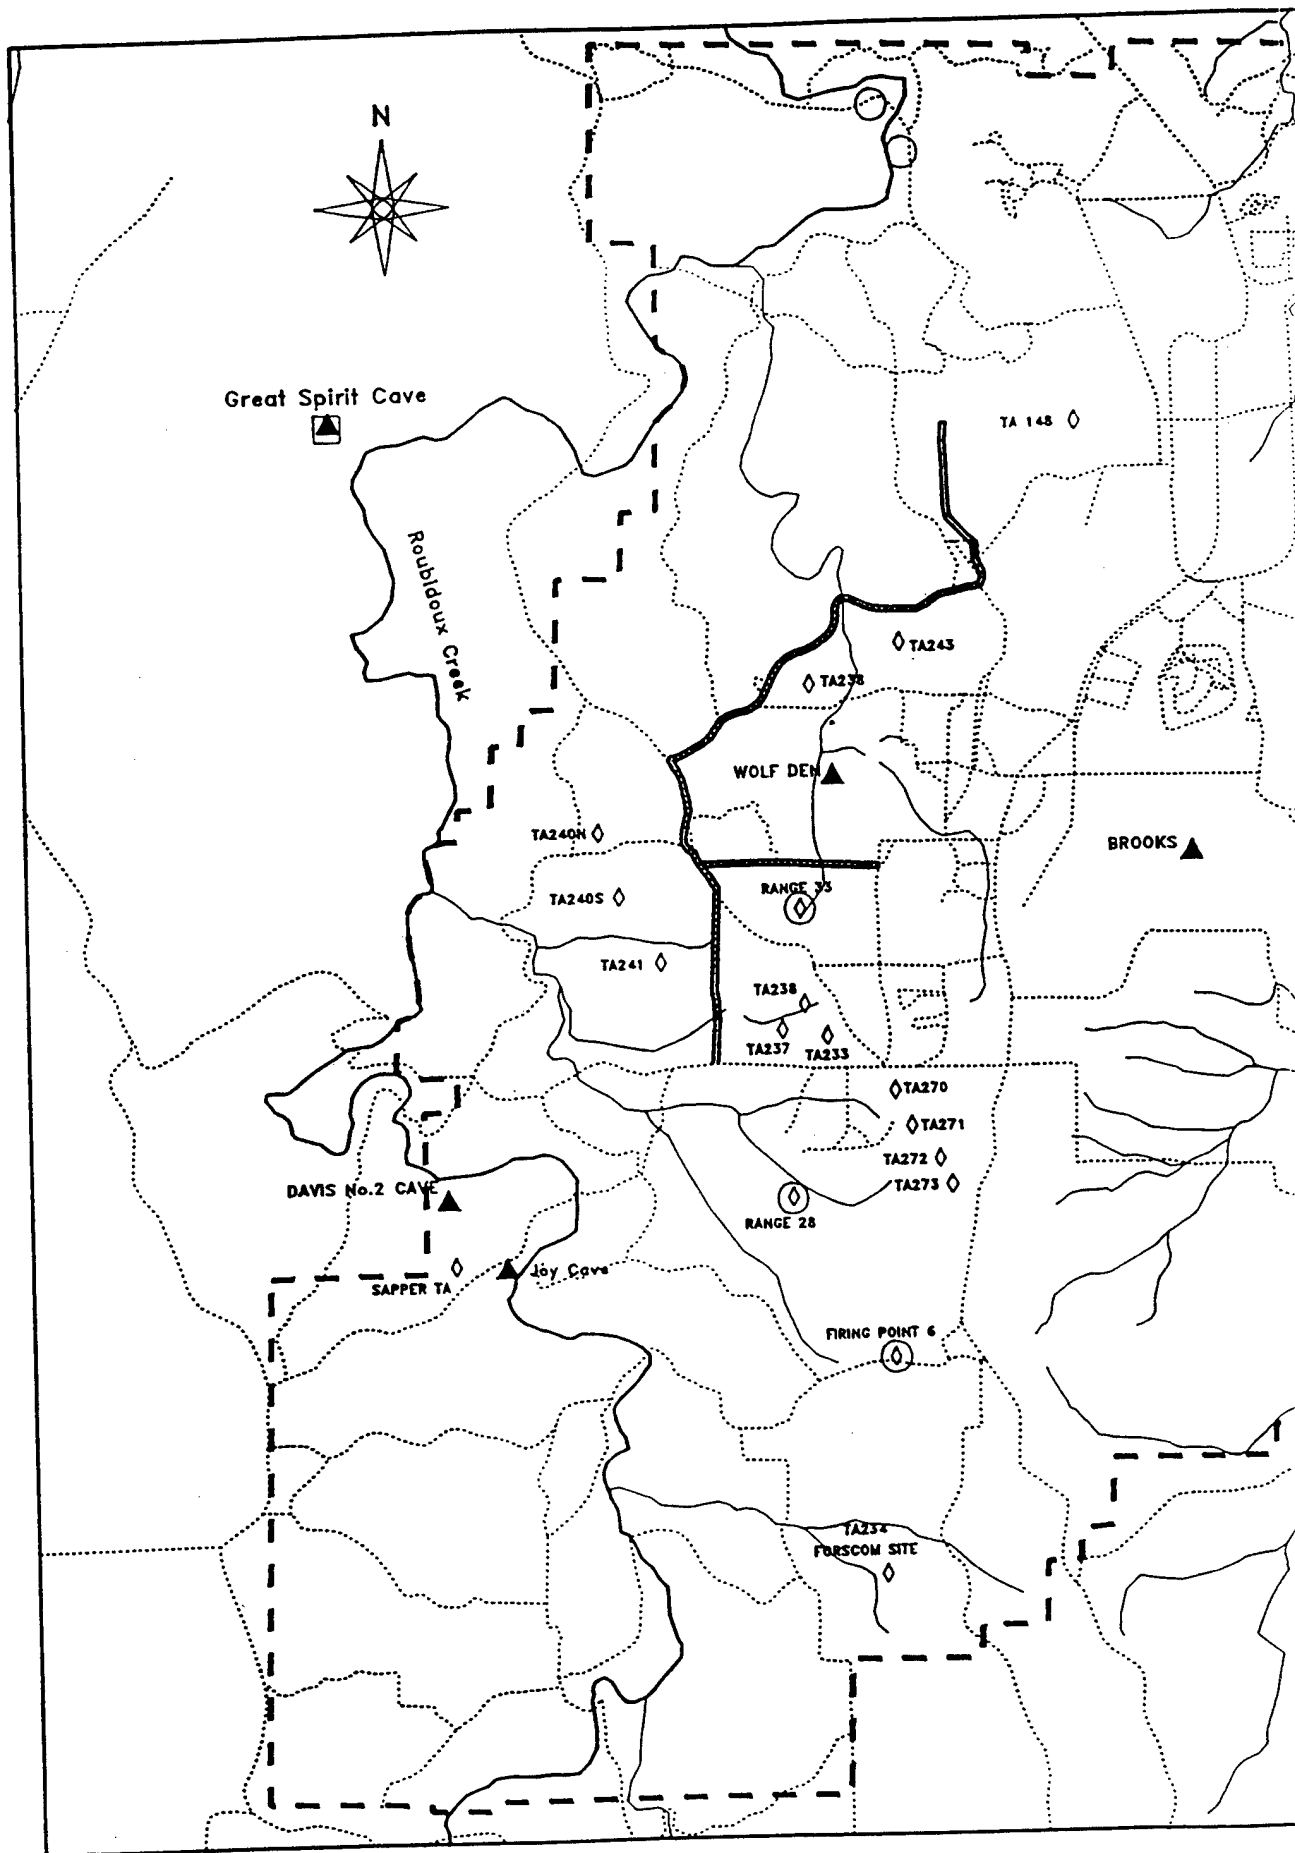 N
Great Spirit Cave
TA 148
Roubidoux Creek
TA243
TA238
WOLF DEN
TA240N
BROOKS
RANGE 33
TA240S
TA241
TA238
TA237
TA233
TA270
TA271
TA272
TA273
DAVIS No.2 CAVE
RANGE 28
Joy Cave
SAPPER TA
FIRING POINT 6
TA234
FORSCOM SITE